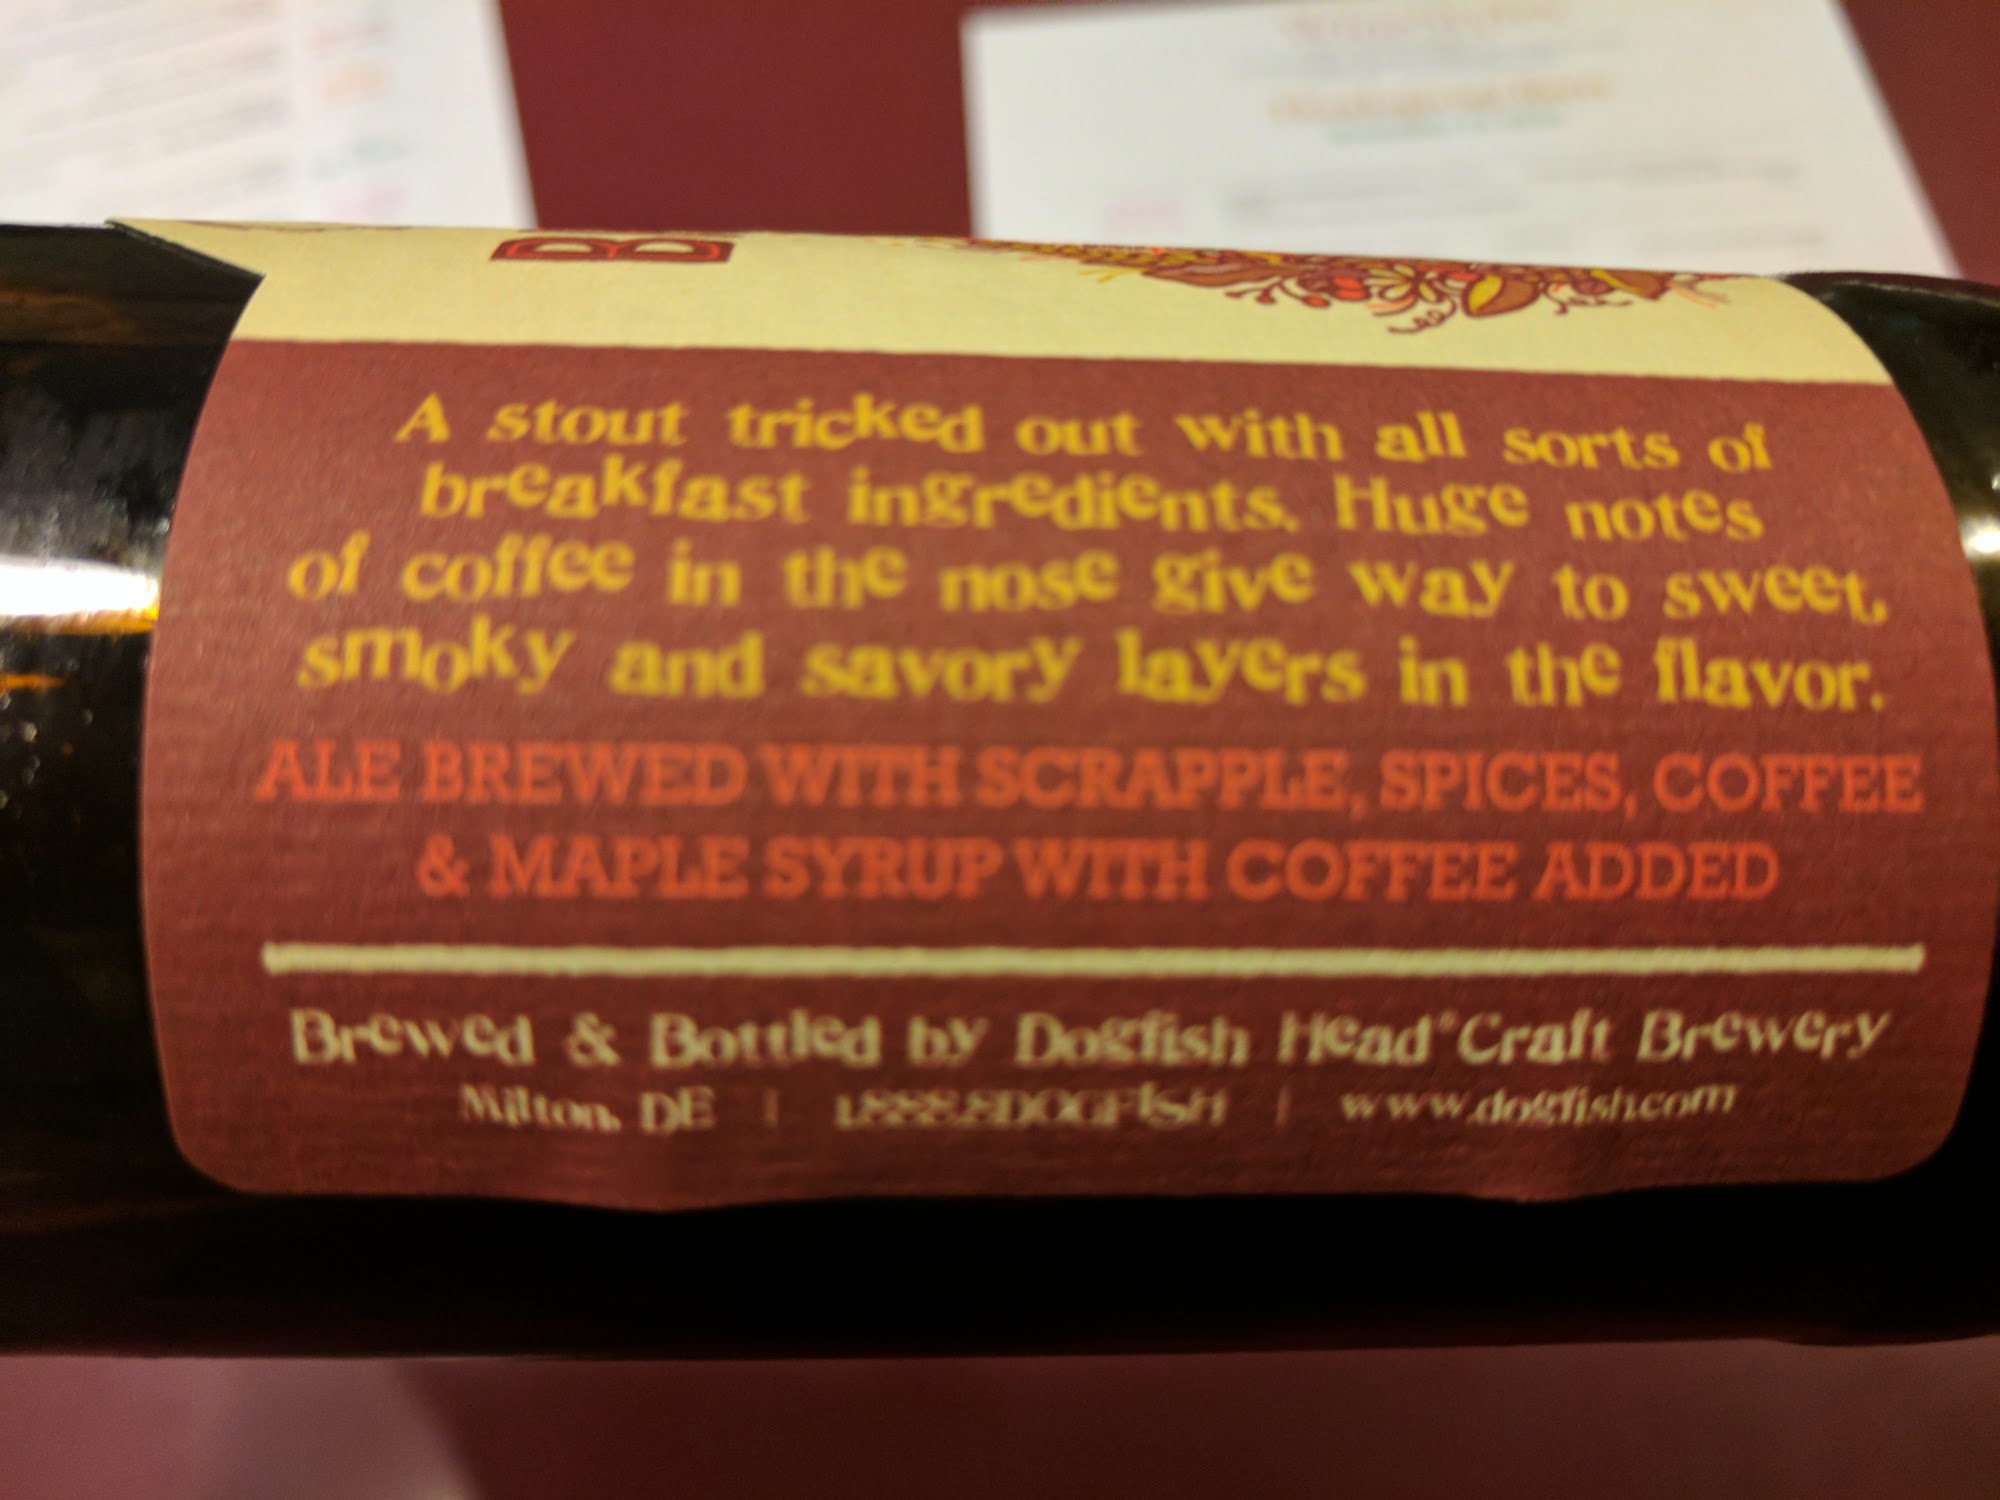 A stout tricked out with all sorts of
breakfast ingredients. Huge notes
of coffee in the nose give way to sweet,
smoky and savory layers in the flavor.
ALE BREWED WITH SCRAPPLE, SPICES, COFFEE
& MAPLE SYRUP WITH COFFEE ADDED
Brewed & Bottled by Dogfish Head® Craft Brewery
Milton, DE | 1.888.8DOGFISH | www.dogfish.com